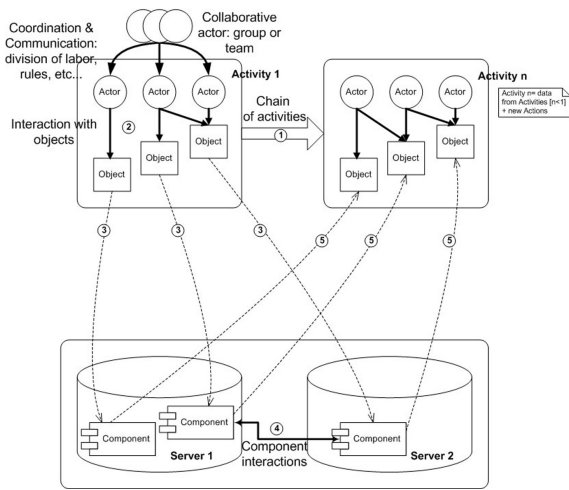 Coordination &
Communication:
division of labor,
rules, etc...
Collaborative
actor: group or
team
Activity 1
Actor
Actor
Actor
Interaction with
objects
2
Object
Object
Object
Chain
of activities
1
Activity n
Actor
Actor
Actor
Object
Object
Object
Activity n= data
from Activities [n<1]
+ new Actions
3
3
3
5
5
5
Component
Component
Server 1
4
Component
interactions
Component
Server 2